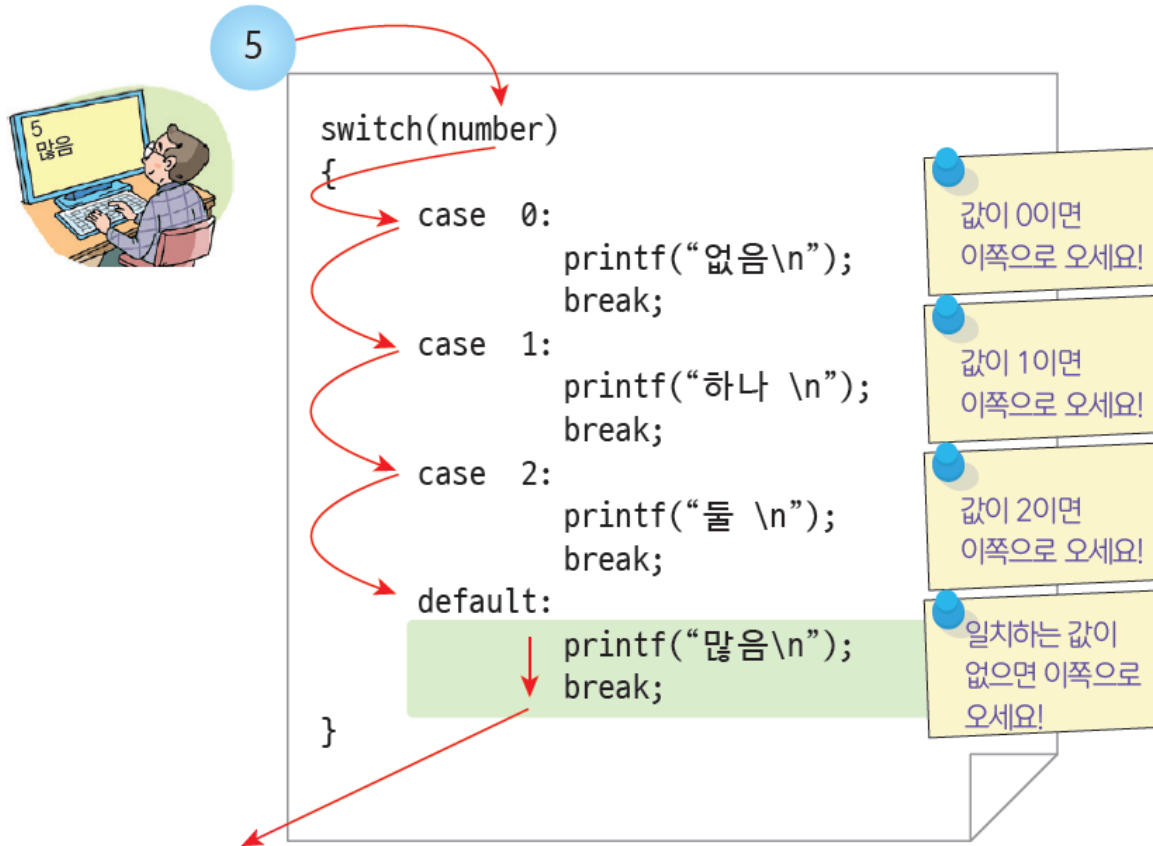 5
5
많음
switch(number)
{
case 0:
printf(“없음\n”);
break;
case 1:
printf(“하나 \n”);
break;
case 2:
printf(“둘 \n”);
break;
default:
printf(“많음\n”);
break;
}
값이 0이면
이쪽으로 오세요!
값이 1이면
이쪽으로 오세요!
값이 2이면
이쪽으로 오세요!
일치하는 값이
없으면 이쪽으로
오세요!